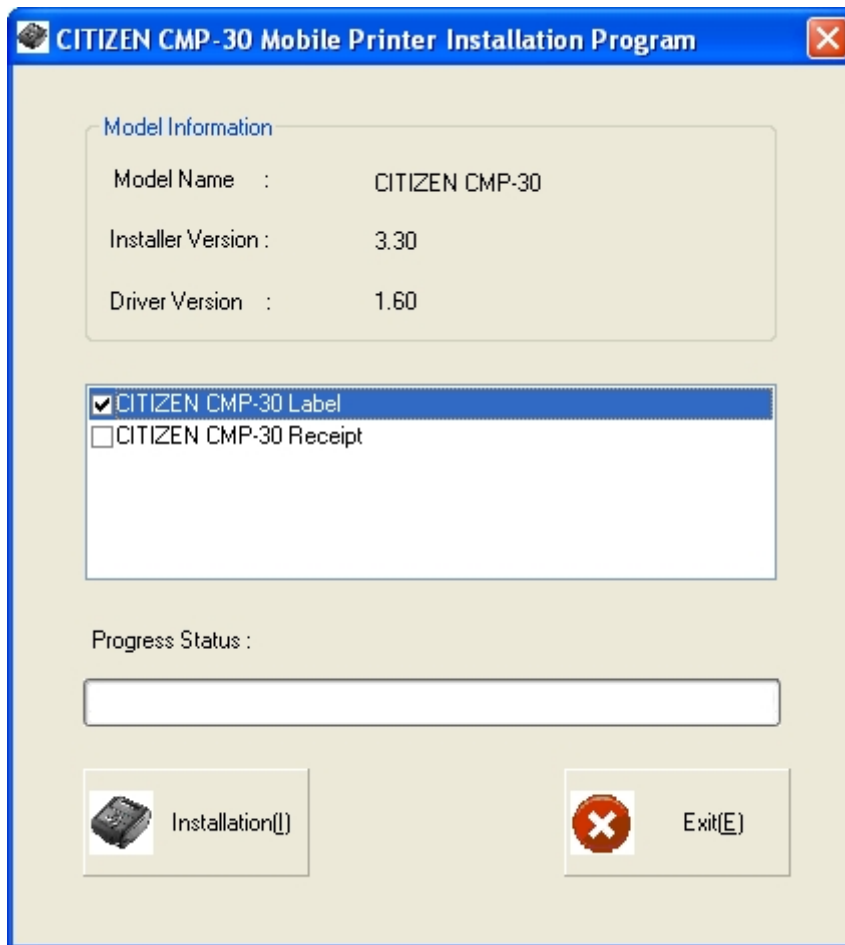 CITIZEN CMP-30 Mobile Printer Installation Program
Model Information
Model Name : CITIZEN CMP-30
Installer Version : 3.30
Driver Version : 1.60
CITIZEN CMP-30 Label
CITIZEN CMP-30 Receipt
Progress Status :
Installation(I) Exit(E)